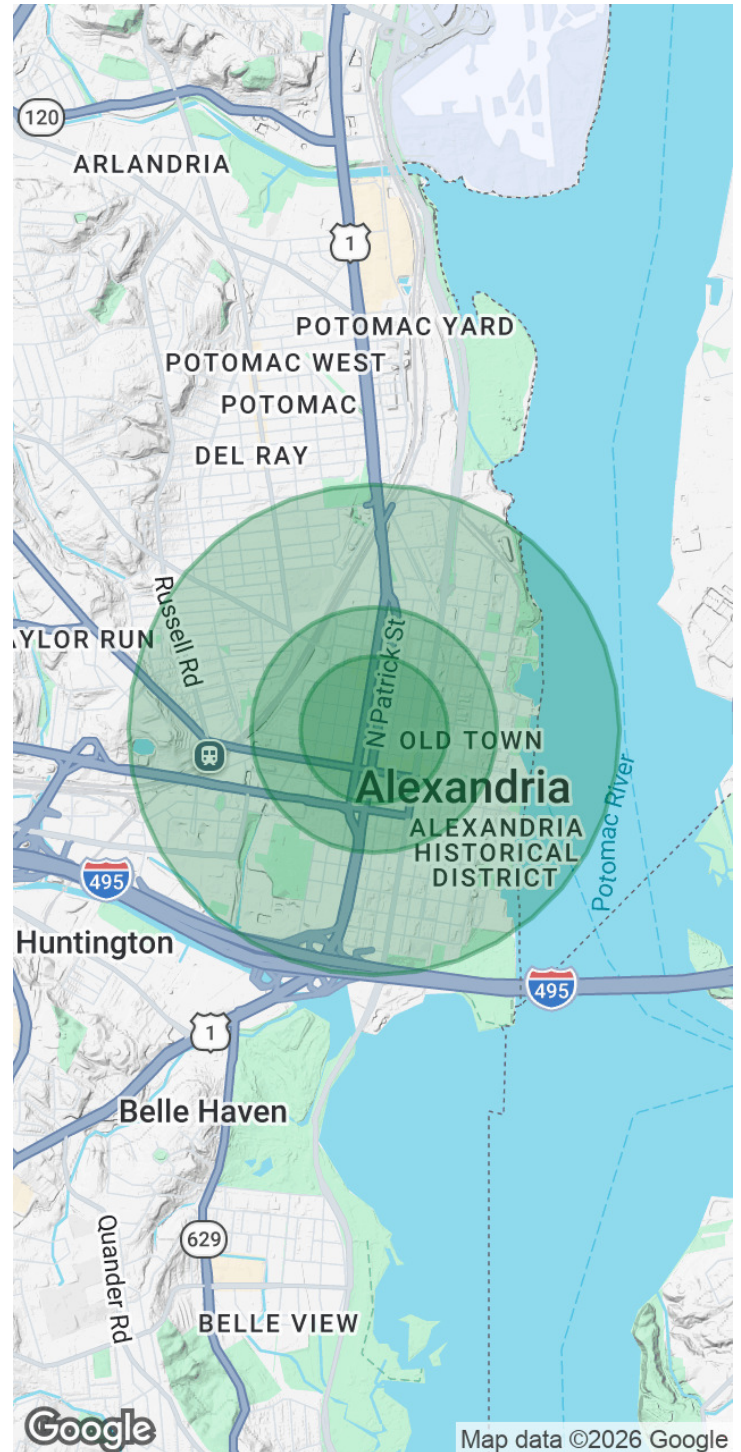 120
ARLANDRIA
1
POTOMAC YARD
POTOMAC WEST
POTOMAC
DEL RAY
Russell Rd
AYLOR RUN
N Patrick St
OLD TOWN
Alexandria
ALEXANDRIA
HISTORICAL
DISTRICT
Potomac River
495
Huntington
495
1
Belle Haven
629
Quander Rd
BELLE VIEW
Google
Map data ©2026 Google